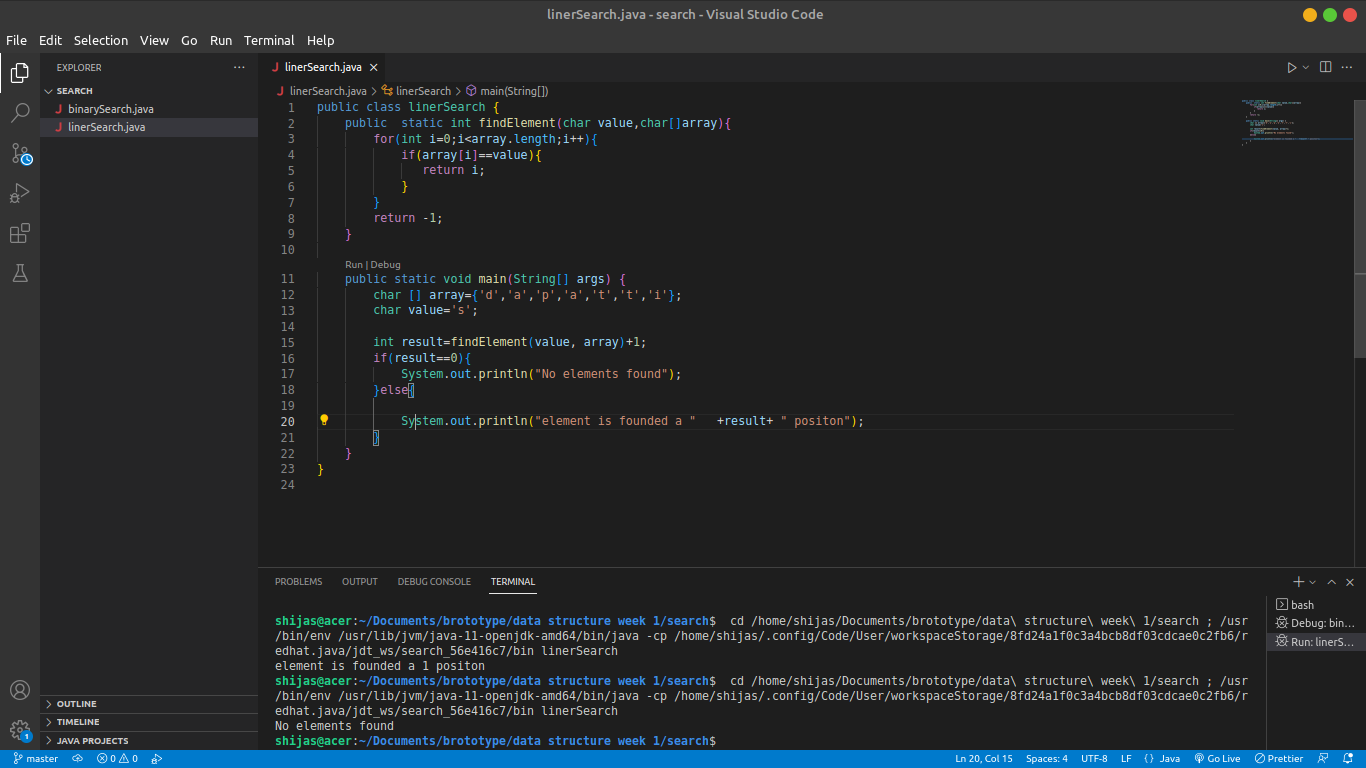 linerSearch.java - search - Visual Studio Code
File Edit Selection View Go Run Terminal Help
EXPLORER
SEARCH
binarySearch.java
linerSearch.java
linerSearch.java
linerSearch.java > linerSearch > main(String[])
1 public class linerSearch {
2 public  static int findElement(char value,char[]array){
3 for(int i=0;i<array.length;i++){
4 if(array[i]==value){
5 return i;
6 }
7 }
8 return -1;
9 }
10
Run | Debug
11 public static void main(String[] args) {
12 char [] array={'d','a','p','a','t','t','i'};
13 char value='s';
14
15 int result=findElement(value, array)+1;
16 if(result==0){
17 System.out.println("No elements found");
18 }else{
19
20 System.out.println("element is founded a "   +result+ " positon");
21 }
22 }
23 }
24
PROBLEMS OUTPUT DEBUG CONSOLE TERMINAL
shijas@acer:~/Documents/brototype/data structure week 1/search$  cd /home/shijas/Documents/brototype/data\ structure\ week\ 1/search ; /usr
/bin/env /usr/lib/jvm/java-11-openjdk-amd64/bin/java -cp /home/shijas/.config/Code/User/workspaceStorage/8fd24a1f0c3a4bcb8df03cdcae0c2fb6/r
edhat.java/jdt_ws/search_56e416c7/bin linerSearch
element is founded a 1 positon
shijas@acer:~/Documents/brototype/data structure week 1/search$  cd /home/shijas/Documents/brototype/data\ structure\ week\ 1/search ; /usr
/bin/env /usr/lib/jvm/java-11-openjdk-amd64/bin/java -cp /home/shijas/.config/Code/User/workspaceStorage/8fd24a1f0c3a4bcb8df03cdcae0c2fb6/r
edhat.java/jdt_ws/search_56e416c7/bin linerSearch
No elements found
shijas@acer:~/Documents/brototype/data structure week 1/search$
bash
Debug: bin...
Run: linerS...
OUTLINE
TIMELINE
JAVA PROJECTS
1
master 0 0 Ln 20, Col 15 Spaces: 4 UTF-8 LF { } Java Go Live Prettier